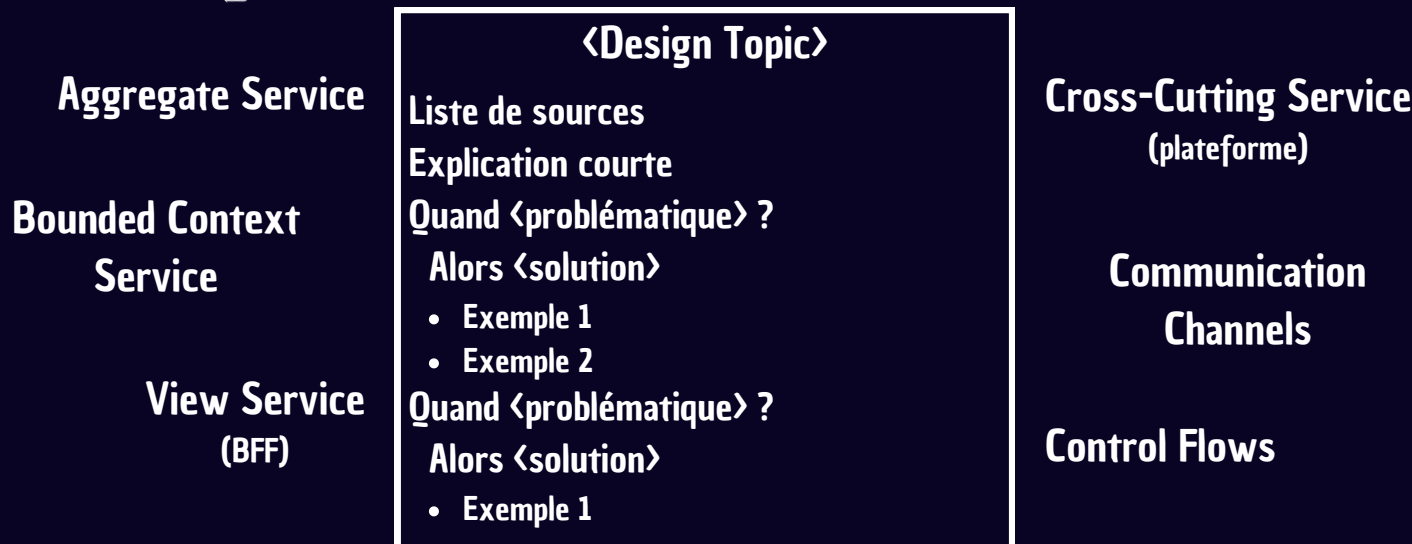 Aggregate Service
Bounded Context
Service
View Service
(BFF)
<Design Topic>
Liste de sources
Explication courte
Quand <problématique> ?
Alors <solution>
• Exemple 1
• Exemple 2
Quand <problématique> ?
Alors <solution>
• Exemple 1
Cross-Cutting Service
(plateforme)
Communication
Channels
Control Flows